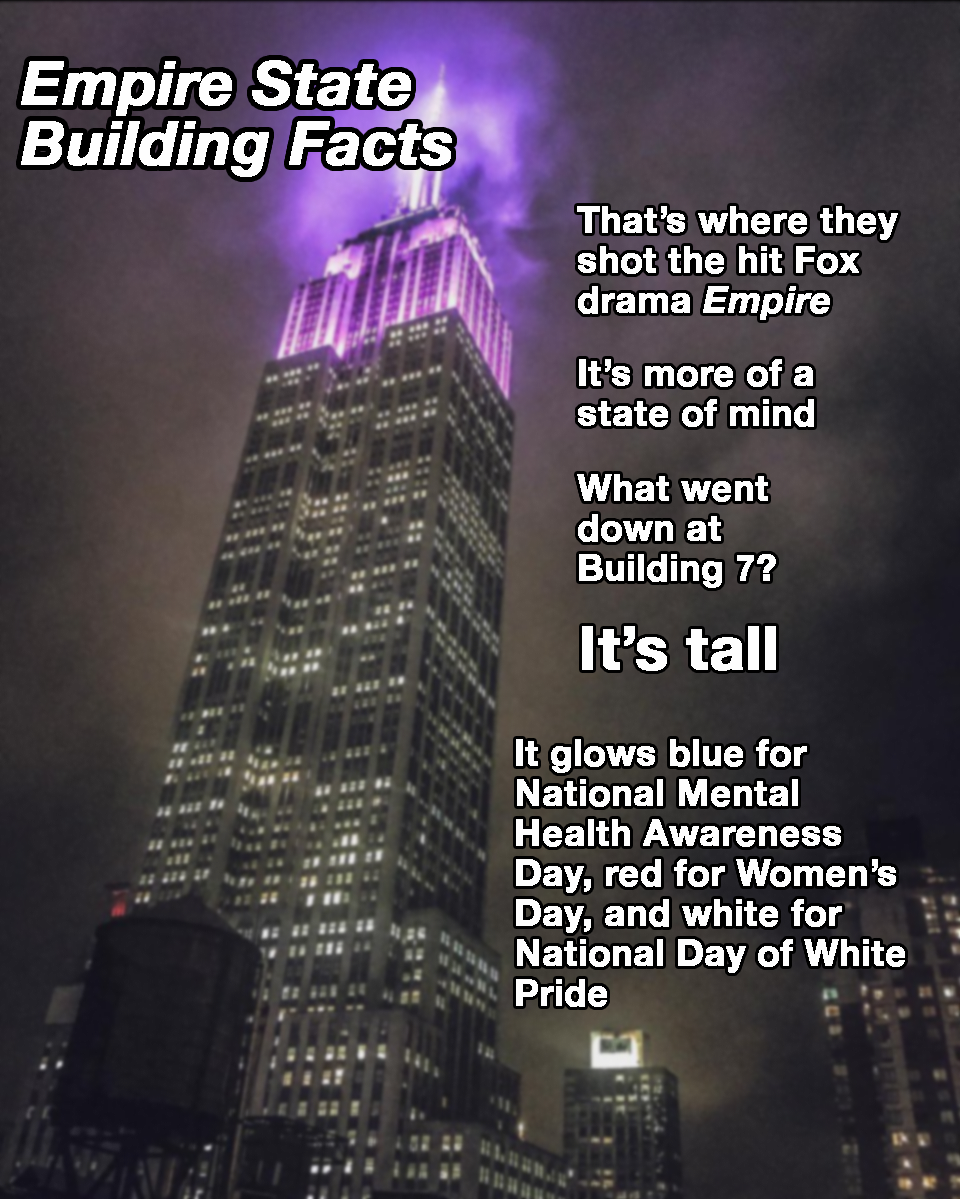 Empire State
Building Facts
That’s where they
shot the hit Fox
drama Empire
It’s more of a
state of mind
What went
down at
Building 7?
It’s tall
It glows blue for
National Mental
Health Awareness
Day, red for Women’s
Day, and white for
National Day of White
Pride